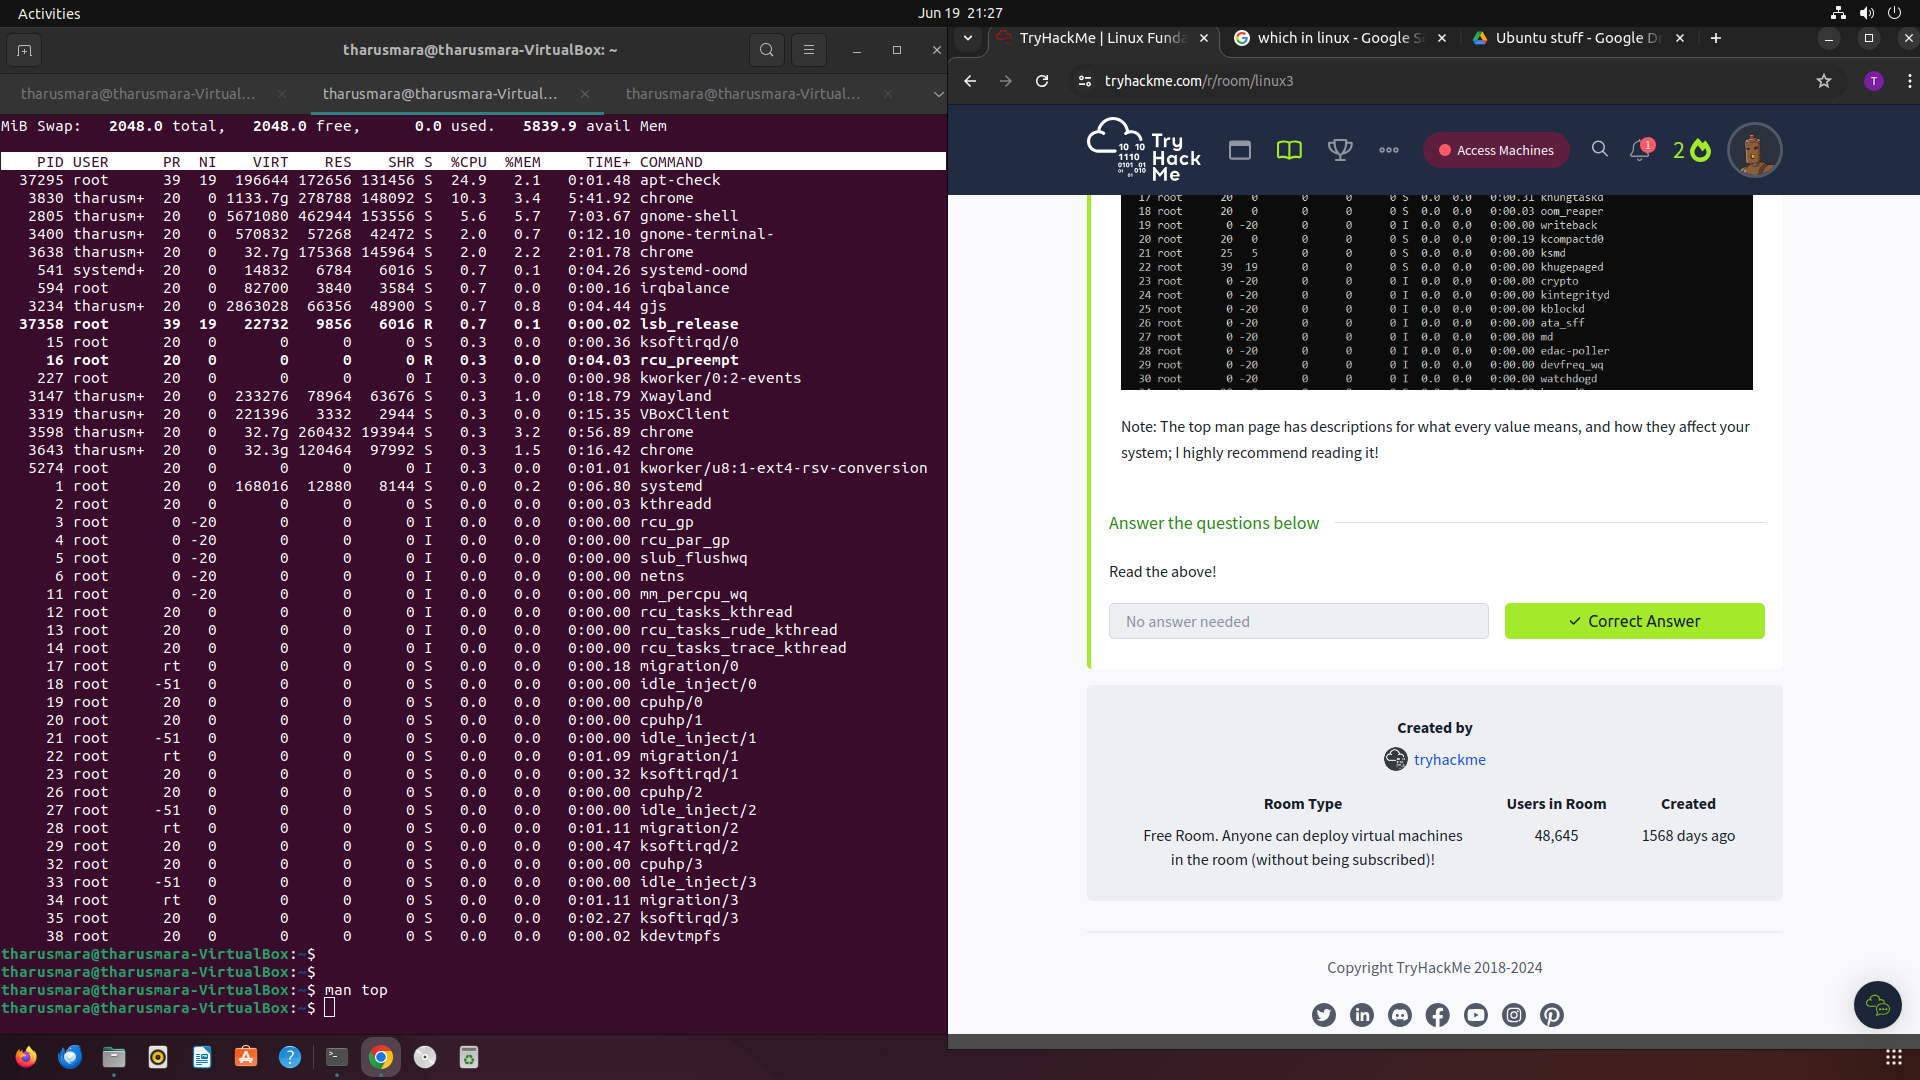 Activities
Jun 19 21:27
tharusmara@tharusmara-VirtualBox: ~
tharusmara@tharusmara-Virtual...
tharusmara@tharusmara-Virtual...
tharusmara@tharusmara-Virtual...
MiB Swap: 2048.0 total, 2048.0 free, 0.0 used. 5839.9 avail Mem
PID USER PR NI VIRT RES SHR S %CPU %MEM TIME+ COMMAND
37295 root 39 19 196644 172656 131456 S 24.9 2.1 0:01.48 apt-check
3830 tharusm+ 20 0 1133.7g 278788 148092 S 10.3 3.4 5:41.92 chrome
2805 tharusm+ 20 0 5671080 462944 153556 S 5.6 5.7 7:03.67 gnome-shell
3400 tharusm+ 20 0 570832 57268 42472 S 2.0 0.7 0:12.10 gnome-terminal-
3638 tharusm+ 20 0 32.7g 175368 145964 S 2.0 2.2 2:01.78 chrome
541 systemd+ 20 0 14832 6784 6016 S 0.7 0.1 0:04.26 systemd-oomd
594 root 20 0 82700 3840 3584 S 0.7 0.0 0:00.16 irqbalance
3234 tharusm+ 20 0 2863028 66356 48900 S 0.7 0.8 0:04.44 gjs
37358 root 39 19 22732 9856 6016 R 0.7 0.1 0:00.02 lsb_release
15 root 20 0 0 0 0 S 0.3 0.0 0:00.36 ksoftirqd/0
16 root 20 0 0 0 0 R 0.3 0.0 0:04.03 rcu_preempt
227 root 20 0 0 0 0 I 0.3 0.0 0:00.98 kworker/0:2-events
3147 tharusm+ 20 0 233276 78964 63676 S 0.3 1.0 0:18.79 Xwayland
3319 tharusm+ 20 0 221396 3332 2944 S 0.3 0.0 0:15.35 VBoxClient
3598 tharusm+ 20 0 32.7g 260432 193944 S 0.3 3.2 0:56.89 chrome
3643 tharusm+ 20 0 32.3g 120464 97992 S 0.3 1.5 0:16.42 chrome
5274 root 20 0 0 0 0 I 0.3 0.0 0:01.01 kworker/u8:1-ext4-rsv-conversion
1 root 20 0 168016 12880 8144 S 0.0 0.2 0:06.80 systemd
2 root 20 0 0 0 0 S 0.0 0.0 0:00.03 kthreadd
3 root 0 -20 0 0 0 I 0.0 0.0 0:00.00 rcu_gp
4 root 0 -20 0 0 0 I 0.0 0.0 0:00.00 rcu_par_gp
5 root 0 -20 0 0 0 I 0.0 0.0 0:00.00 slub_flushwq
6 root 0 -20 0 0 0 I 0.0 0.0 0:00.00 netns
11 root 0 -20 0 0 0 I 0.0 0.0 0:00.00 mm_percpu_wq
12 root 20 0 0 0 0 I 0.0 0.0 0:00.00 rcu_tasks_kthread
13 root 20 0 0 0 0 I 0.0 0.0 0:00.00 rcu_tasks_rude_kthread
14 root 20 0 0 0 0 I 0.0 0.0 0:00.00 rcu_tasks_trace_kthread
17 root rt 0 0 0 0 S 0.0 0.0 0:00.18 migration/0
18 root -51 0 0 0 0 S 0.0 0.0 0:00.00 idle_inject/0
19 root 20 0 0 0 0 S 0.0 0.0 0:00.00 cpuhp/0
20 root 20 0 0 0 0 S 0.0 0.0 0:00.00 cpuhp/1
21 root -51 0 0 0 0 S 0.0 0.0 0:00.00 idle_inject/1
22 root rt 0 0 0 0 S 0.0 0.0 0:01.09 migration/1
23 root 20 0 0 0 0 S 0.0 0.0 0:00.32 ksoftirqd/1
26 root 20 0 0 0 0 S 0.0 0.0 0:00.00 cpuhp/2
27 root -51 0 0 0 0 S 0.0 0.0 0:00.00 idle_inject/2
28 root rt 0 0 0 0 S 0.0 0.0 0:01.11 migration/2
29 root 20 0 0 0 0 S 0.0 0.0 0:00.47 ksoftirqd/2
32 root 20 0 0 0 0 S 0.0 0.0 0:00.00 cpuhp/3
33 root -51 0 0 0 0 S 0.0 0.0 0:00.00 idle_inject/3
34 root rt 0 0 0 0 S 0.0 0.0 0:01.11 migration/3
35 root 20 0 0 0 0 S 0.0 0.0 0:02.27 ksoftirqd/3
38 root 20 0 0 0 0 S 0.0 0.0 0:00.02 kdevtmpfs
tharusmara@tharusmara-VirtualBox:~$
tharusmara@tharusmara-VirtualBox:~$
tharusmara@tharusmara-VirtualBox:~$ man top
tharusmara@tharusmara-VirtualBox:~$
TryHackMe | Linux Funda
which in linux - Google S
Ubuntu stuff - Google D
tryhackme.com/r/room/linux3
T
Try
Hack
Me
Access Machines
1
2
17 root 20 0 0 0 0 S 0.0 0.0 0:00.31 khungtaskd
18 root 20 0 0 0 0 S 0.0 0.0 0:00.03 oom_reaper
19 root 0 -20 0 0 0 I 0.0 0.0 0:00.00 writeback
20 root 20 0 0 0 0 S 0.0 0.0 0:00.19 kcompactd0
21 root 25 5 0 0 0 S 0.0 0.0 0:00.00 ksmd
22 root 39 19 0 0 0 S 0.0 0.0 0:00.00 khugepaged
23 root 0 -20 0 0 0 I 0.0 0.0 0:00.00 crypto
24 root 0 -20 0 0 0 I 0.0 0.0 0:00.00 kintegrityd
25 root 0 -20 0 0 0 I 0.0 0.0 0:00.00 kblockd
26 root 0 -20 0 0 0 I 0.0 0.0 0:00.00 ata_sff
27 root 0 -20 0 0 0 I 0.0 0.0 0:00.00 md
28 root 0 -20 0 0 0 I 0.0 0.0 0:00.00 edac-poller
29 root 0 -20 0 0 0 I 0.0 0.0 0:00.00 devfreq_wq
30 root 0 -20 0 0 0 I 0.0 0.0 0:00.00 watchdogd
Note: The top man page has descriptions for what every value means, and how they affect your
system; I highly recommend reading it!
Answer the questions below
Read the above!
No answer needed
Correct Answer
Created by
tryhackme
Room Type
Users in Room
Created
Free Room. Anyone can deploy virtual machines
in the room (without being subscribed)!
48,645
1568 days ago
Copyright TryHackMe 2018-2024